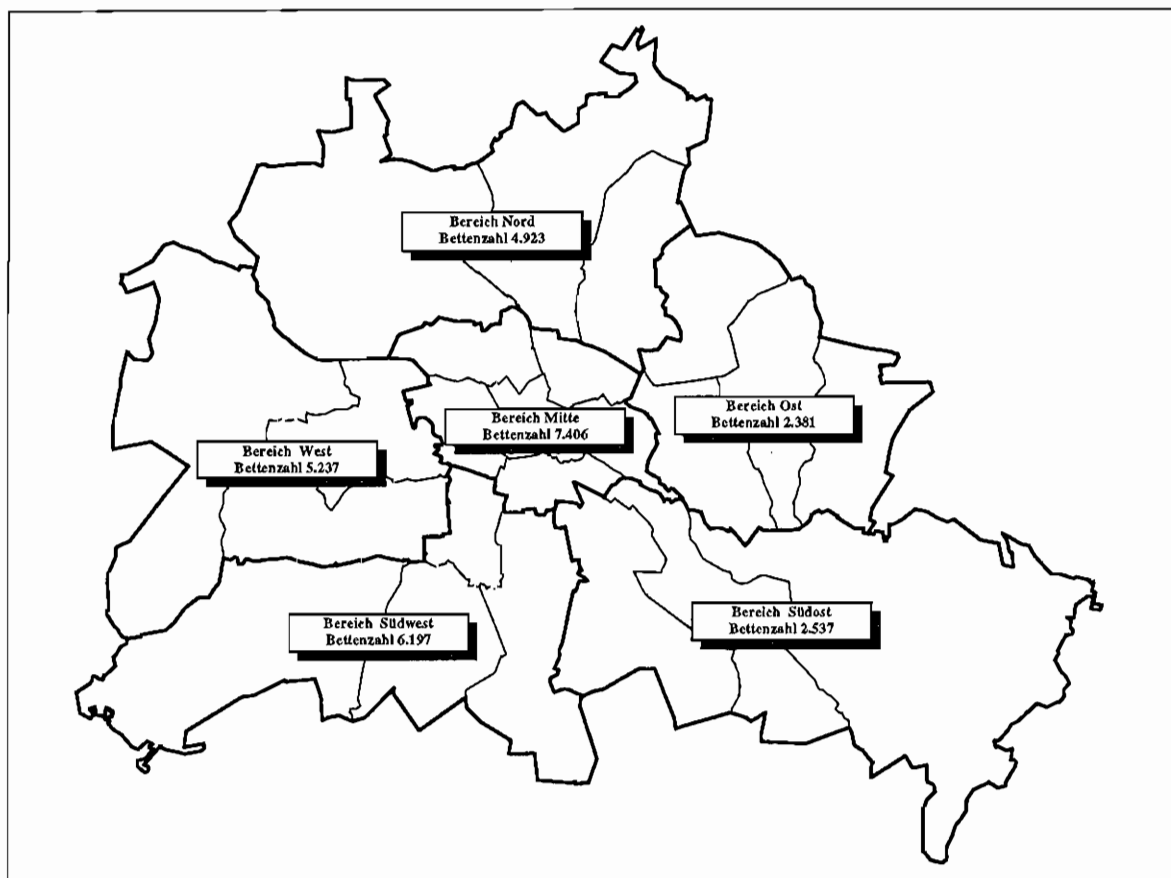 Bereich Nord
Bettenzahl 4.923
Bereich Ost
Bettenzahl 2.381
Bereich Mitte
Bettenzahl 7.406
Bereich West
Bettenzahl 5.237
Bereich Südwest
Bettenzahl 6.197
Bereich Südost
Bettenzahl 2.537